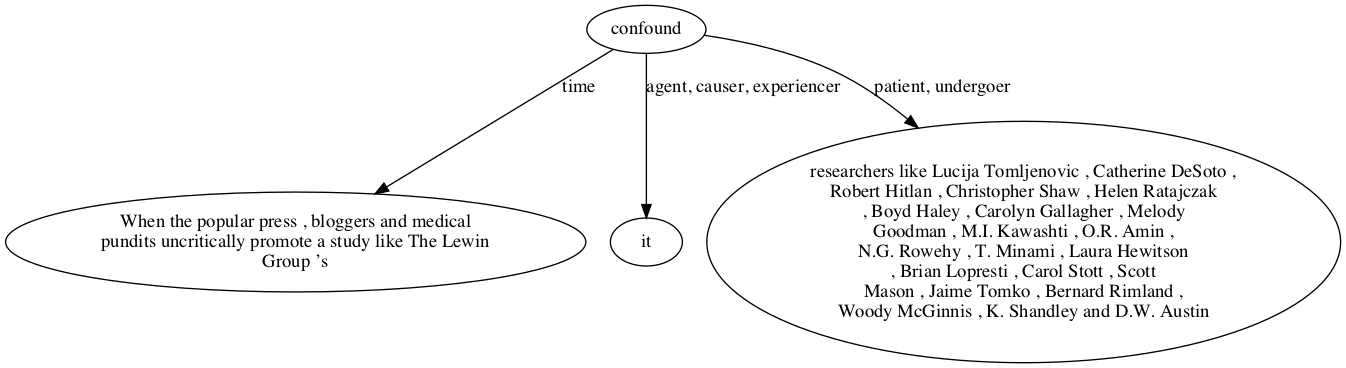 confound
time
agent, causer, experiencer
patient, undergoer
When the popular press , bloggers and medical
pundits uncritically promote a study like The Lewin
Group ’s
it
researchers like Lucija Tomljenovic , Catherine DeSoto ,
Robert Hitlan , Christopher Shaw , Helen Ratajczak
, Boyd Haley , Carolyn Gallagher , Melody
Goodman , M.I. Kawashti , O.R. Amin ,
N.G. Rowehy , T. Minami , Laura Hewitson
, Brian Lopresti , Carol Stott , Scott
Mason , Jaime Tomko , Bernard Rimland ,
Woody McGinnis , K. Shandley and D.W. Austin